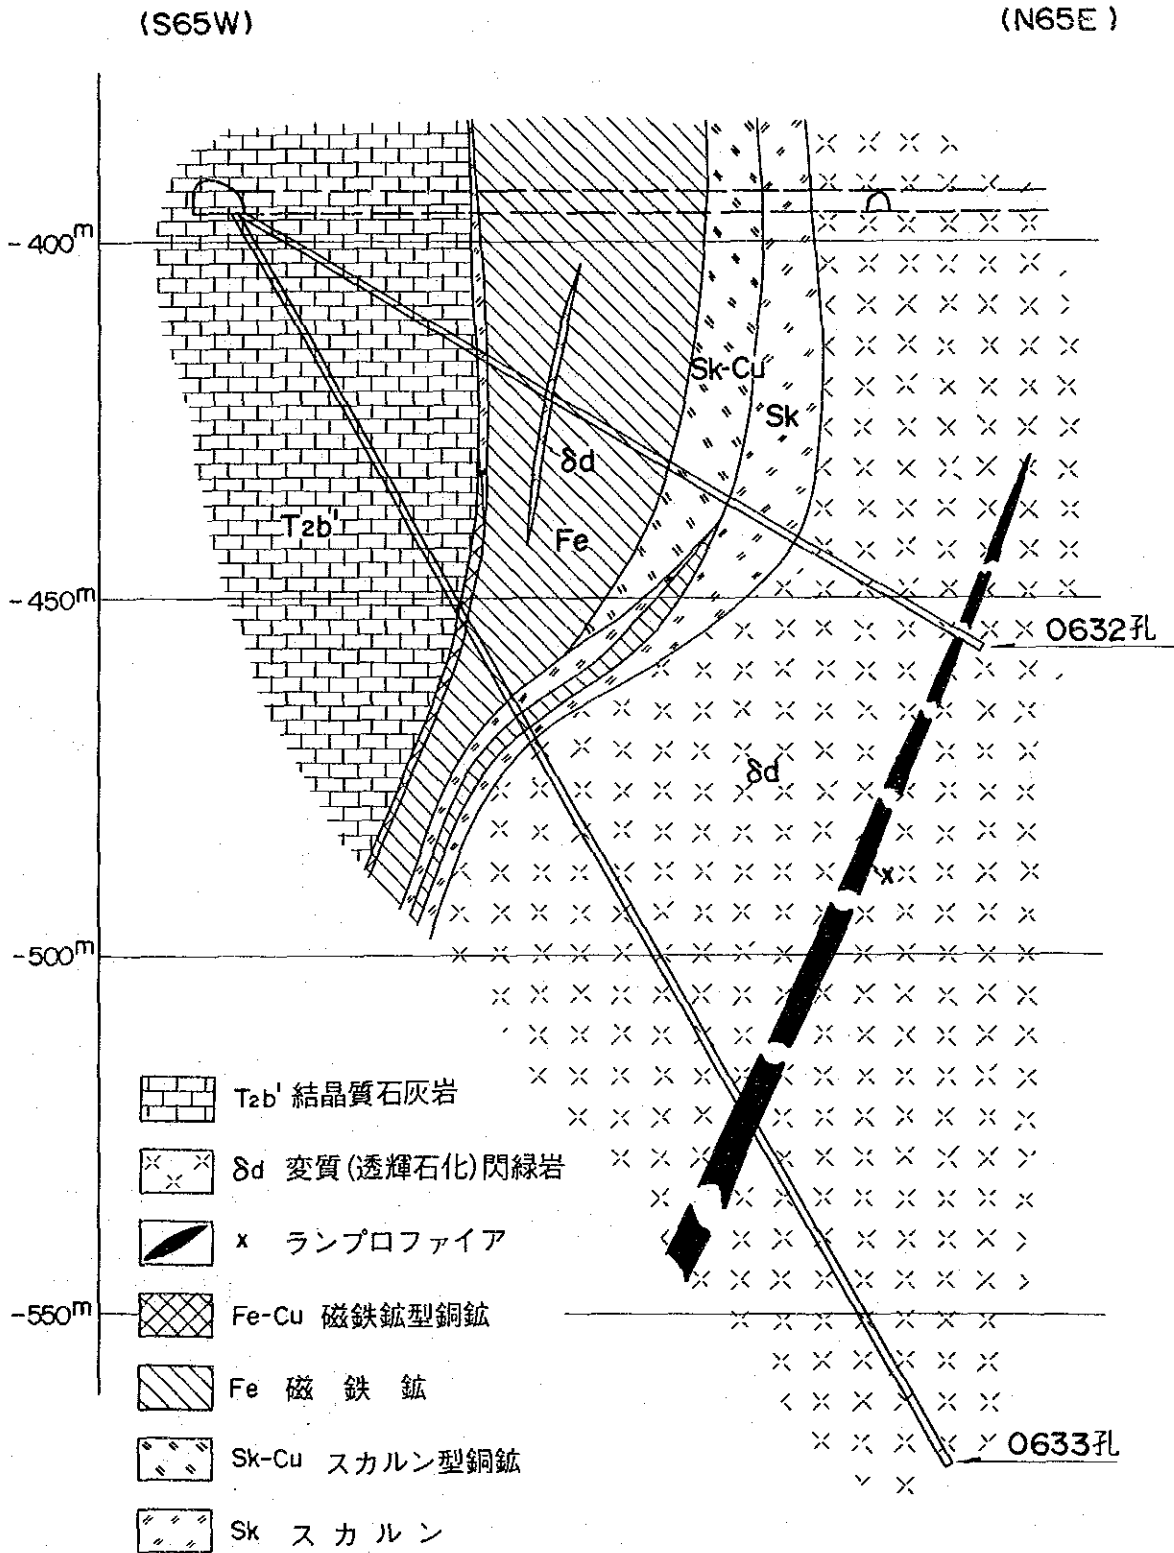 (S65W) (N65E)
-400m
Sk-Cu
Sk
δd
T2b'
Fe
-450m
0632孔
δd
x
-500m
T2b' 結晶質石灰岩
δd 変質(透輝石化)閃緑岩
x ランプロファイア
-550m
Fe-Cu 磁鉄鉱型銅鉱
Fe 磁鉄鉱
0633孔
Sk-Cu スカルン型銅鉱
Sk スカルン